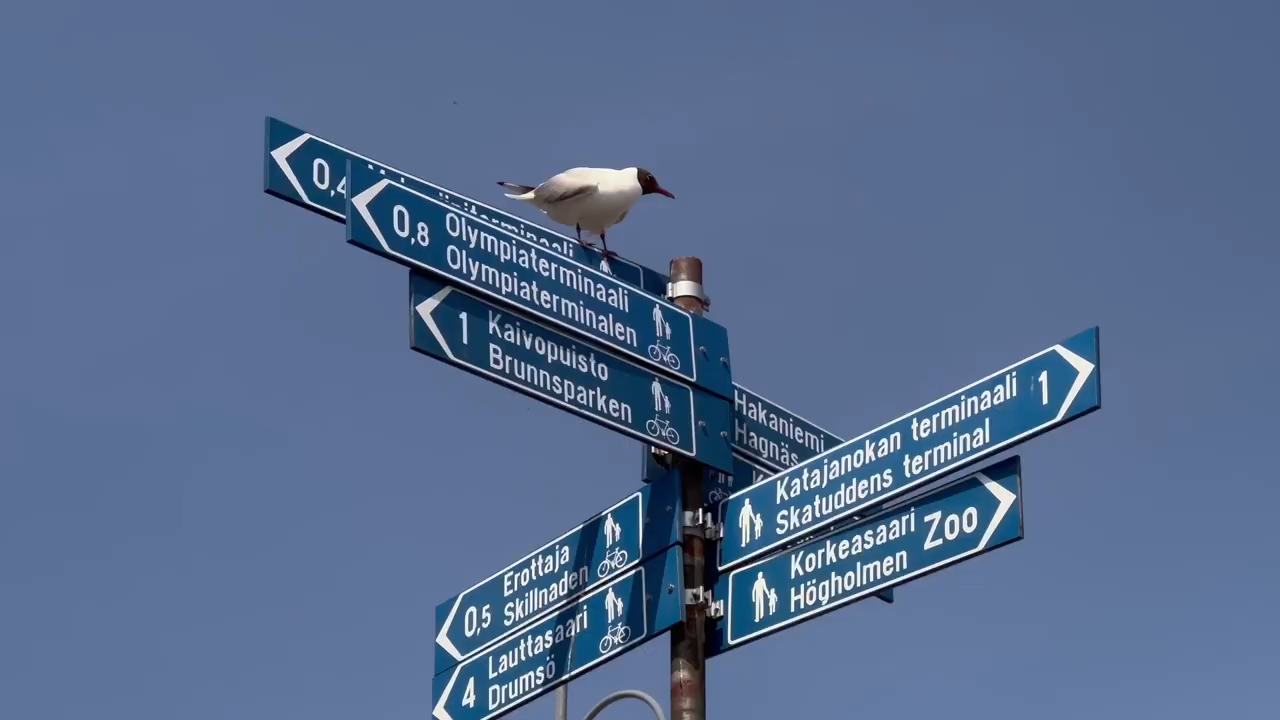 0,4
0,8 Olympiaterminaali
Olympiaterminalen
1 Kaivopuisto
Brunnsparken
Hakaniemi
Hagnäs
Katajanokan terminaali 1
Skatuddens terminal
Korkeasaari Zoo
Högholmen
0,5 Erottaja
Skillnaden
4 Lauttasaari
Drumsö